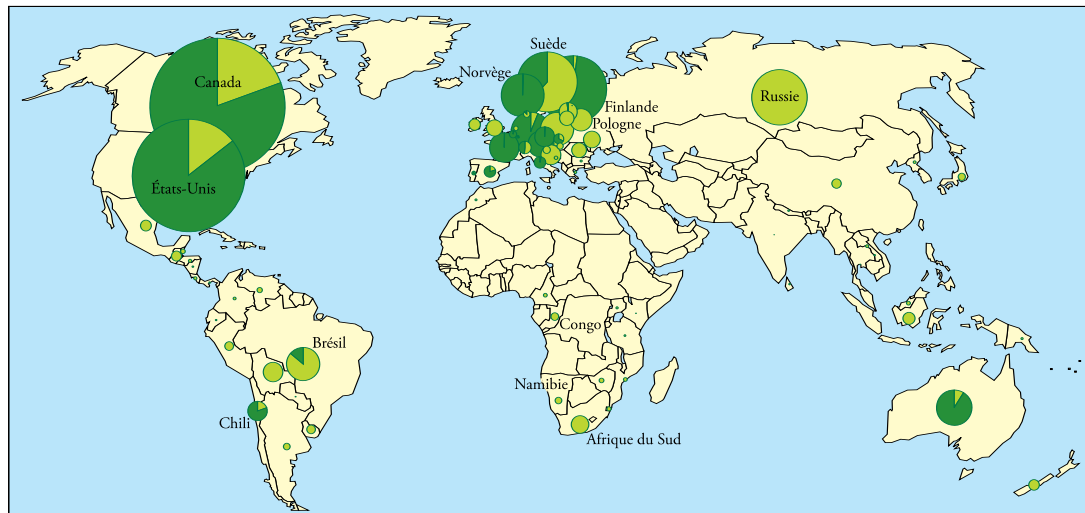 Suède
Canada
Norvège
Russie
Finlande
Pologne
États-Unis
Congo
Brésil
Namibie
Chili
Afrique du Sud